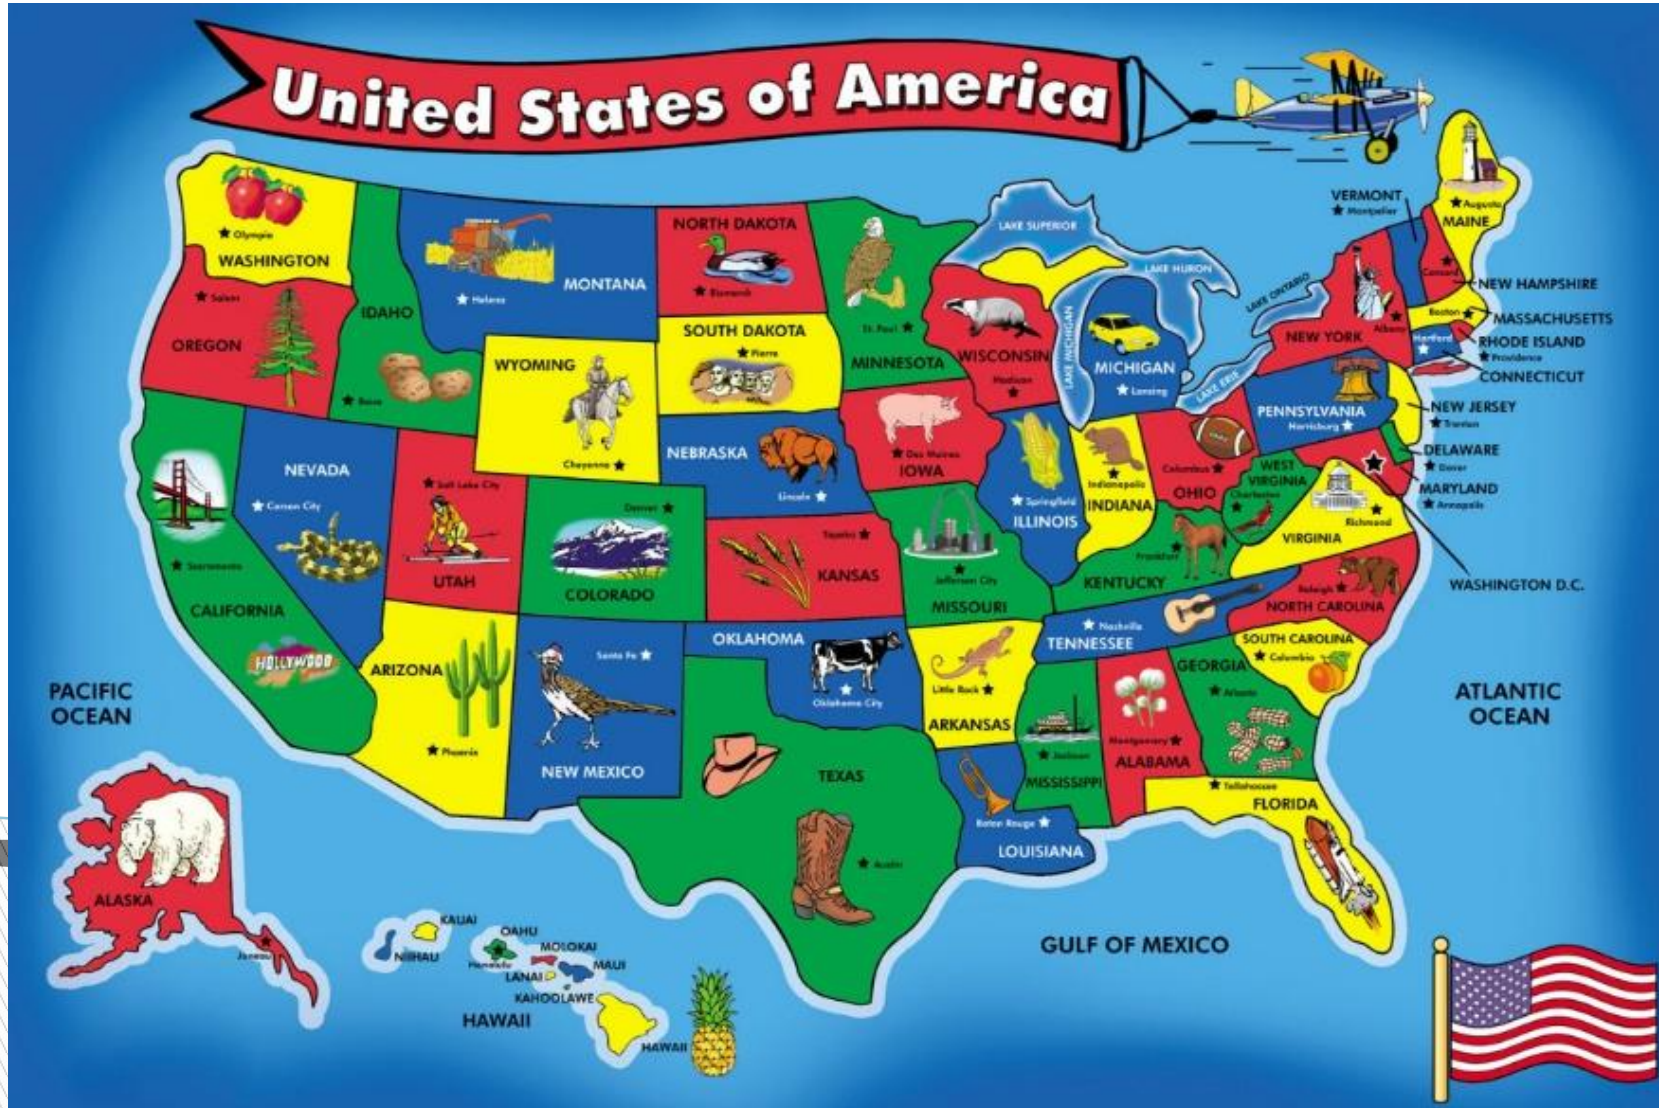 United States of America
Olympia
WASHINGTON
Salem
OREGON
IDAHO
Boise
MONTANA
Helena
NORTH DAKOTA
Bismarck
SOUTH DAKOTA
Pierre
WYOMING
Cheyenne
St. Paul
MINNESOTA
LAKE SUPERIOR
LAKE HURON
LAKE MICHIGAN
LAKE ONTARIO
LAKE ERIE
WISCONSIN
Madison
MICHIGAN
Lansing
VERMONT
Montpelier
Augusta
MAINE
Concord
NEW HAMPSHIRE
Boston
MASSACHUSETTS
RHODE ISLAND
Providence
Hartford
CONNECTICUT
NEW YORK
Albany
PENNSYLVANIA
Harrisburg
NEW JERSEY
Trenton
DELAWARE
Dover
MARYLAND
Annapolis
WASHINGTON D.C.
NEVADA
Carson City
Sacramento
CALIFORNIA
HOLLYWOOD
Salt Lake City
UTAH
Denver
COLORADO
NEBRASKA
Lincoln
Topeka
KANSAS
Des Moines
IOWA
Springfield
ILLINOIS
Indianapolis
INDIANA
Columbus
OHIO
WEST
VIRGINIA
Charleston
Richmond
VIRGINIA
Frankfort
KENTUCKY
Jefferson City
MISSOURI
Raleigh
NORTH CAROLINA
Nashville
TENNESSEE
SOUTH CAROLINA
Columbia
GEORGIA
Atlanta
ARIZONA
Phoenix
Santa Fe
NEW MEXICO
OKLAHOMA
Oklahoma City
Little Rock
ARKANSAS
TEXAS
Austin
Jackson
MISSISSIPPI
Montgomery
ALABAMA
Tallahassee
FLORIDA
Baton Rouge
LOUISIANA
PACIFIC
OCEAN
ATLANTIC
OCEAN
GULF OF MEXICO
ALASKA
Juneau
KAUAI
NIIHAU
OAHU
Honolulu
MOLOKAI
LANAI
MAUI
KAHOOLAWE
HAWAII
HAWAII